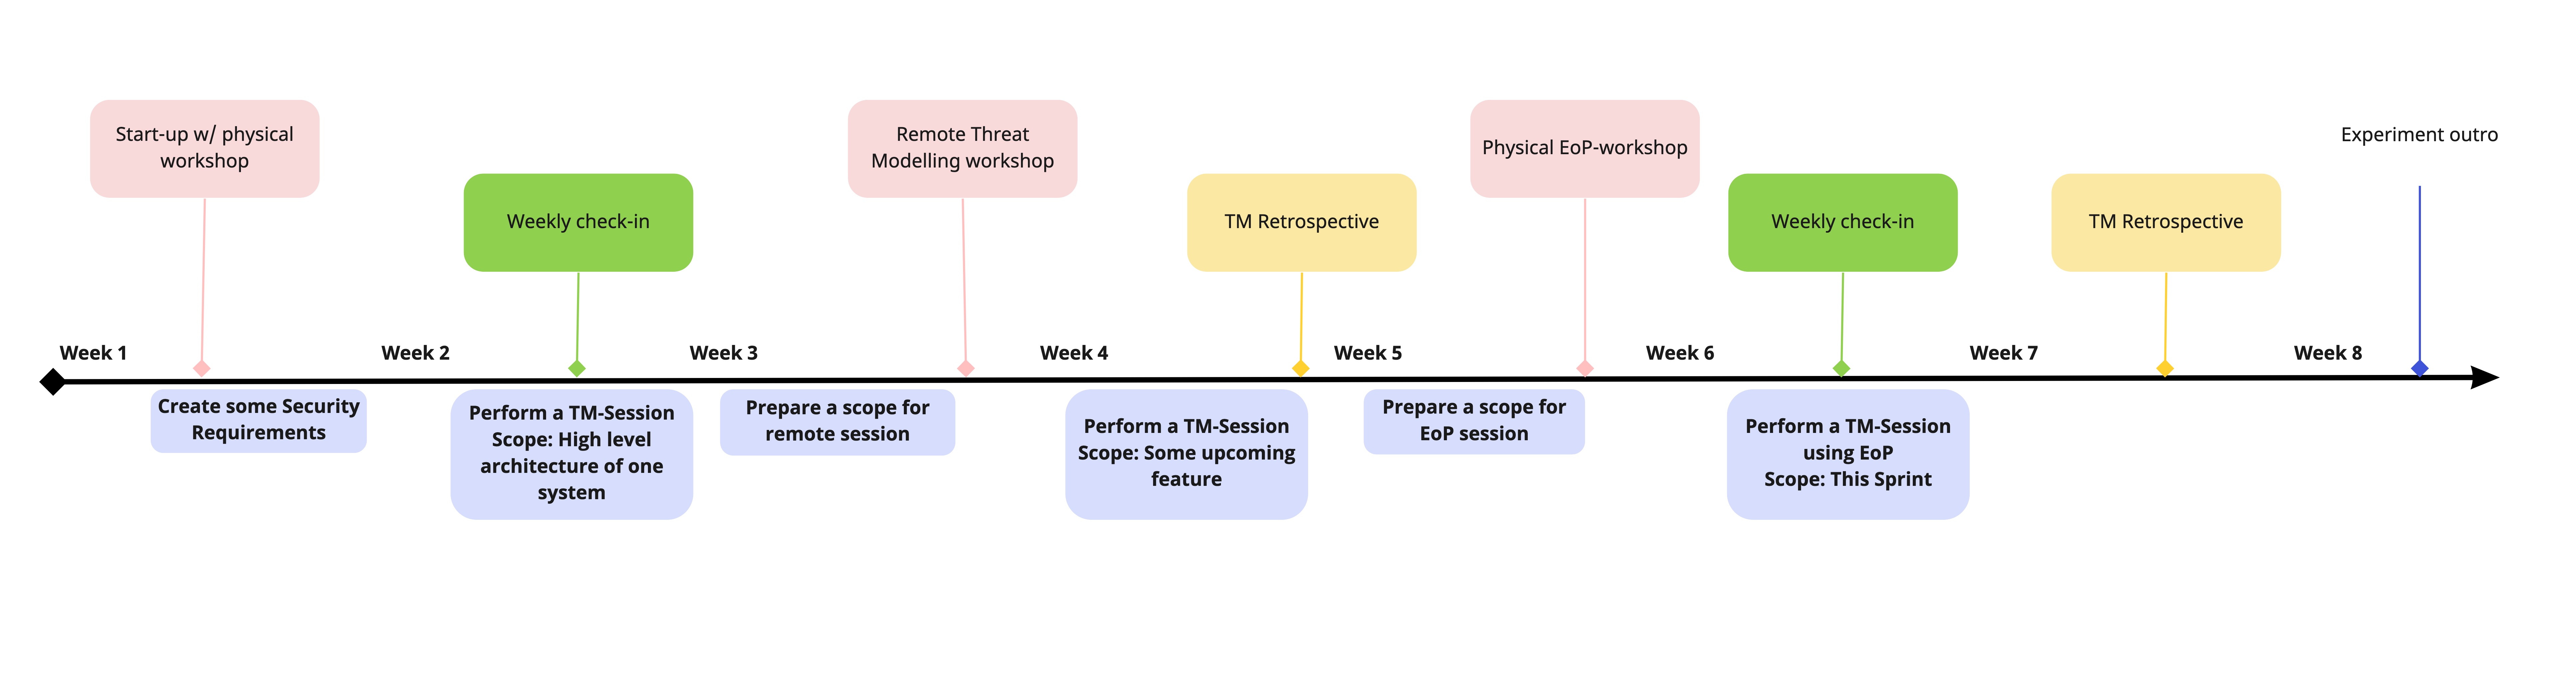 Start-up w/ physical
workshop
Remote Threat
Modelling workshop
Physical EoP-workshop
Experiment outro
Weekly check-in
TM Retrospective
Weekly check-in
TM Retrospective
Week 1
Week 2
Week 3
Week 4
Week 5
Week 6
Week 7
Week 8
Create some Security
Requirements
Perform a TM-Session
Scope: High level
architecture of one
system
Prepare a scope for
remote session
Perform a TM-Session
Scope: Some upcoming
feature
Prepare a scope for
EoP session
Perform a TM-Session
using EoP
Scope: This Sprint